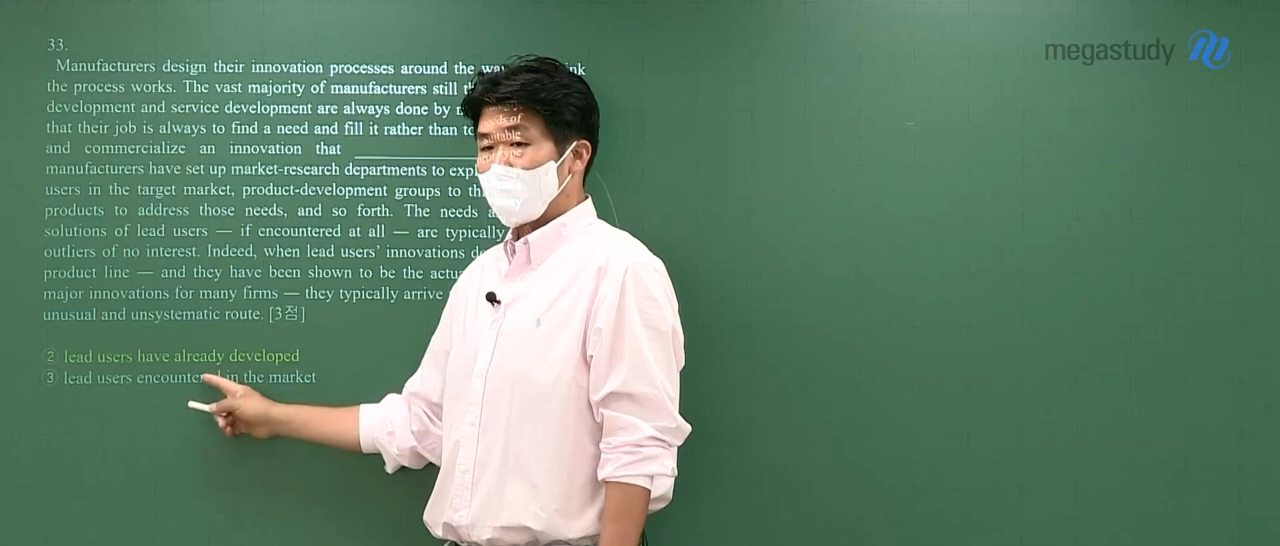 33.
Manufacturers design their innovation processes around the
the process works. The vast majority of manufacturers still
development and service development are always done by
that their job is always to find a need and fill it rather than to
and commercialize an innovation that
manufacturers have set up market-research departments to
users in the target market, product-development groups to
products to address those needs, and so forth. The needs
solutions of lead users — if encountered at all — are typically
outliers of no interest. Indeed, when lead users' innovations
product line — and they have been shown to be the
major innovations for many firms — they typically arrive
unusual and unsystematic route. [3점]
② lead users have already developed
③ lead users encountered in the market
megastudy